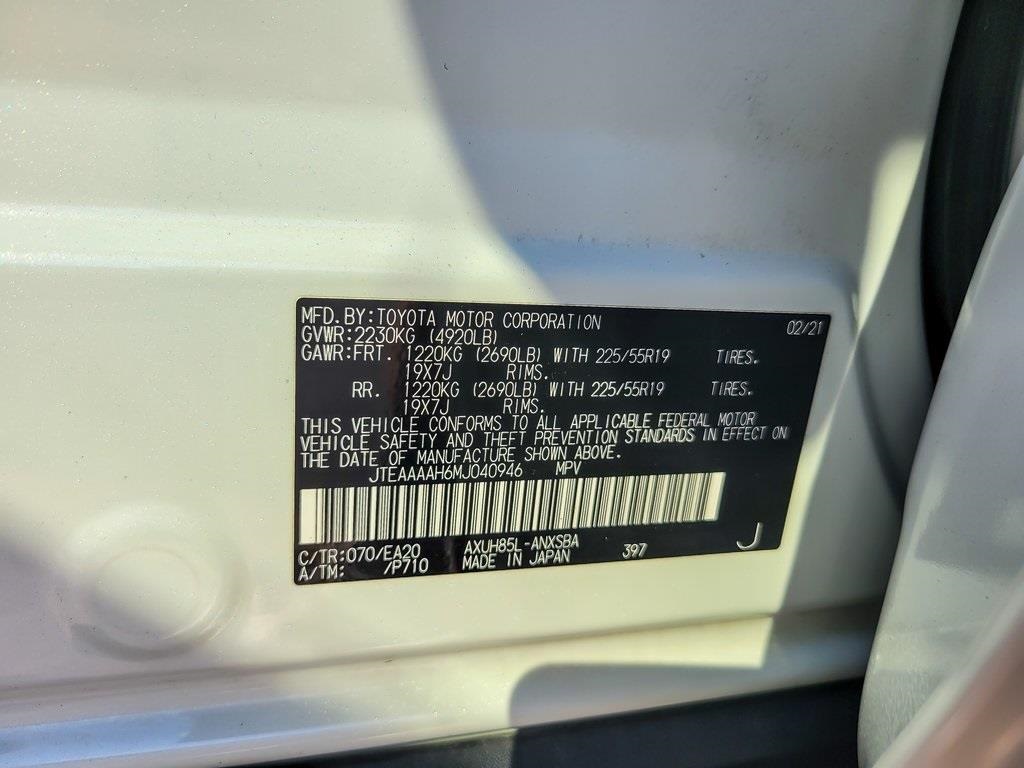 MFD. BY: TOYOTA MOTOR CORPORATION 02/21
GVWR: 2230KG (4920LB)
GAWR: FRT. 1220KG (2690LB) WITH 225/55R19 TIRES.
19X7J RIMS.
RR. 1220KG (2690LB) WITH 225/55R19 TIRES.
19X7J RIMS.
THIS VEHICLE CONFORMS TO ALL APPLICABLE FEDERAL MOTOR
VEHICLE SAFETY AND THEFT PREVENTION STANDARDS IN EFFECT ON
THE DATE OF MANUFACTURE SHOWN ABOVE.
JTEAAAAH6MJ040946 MPV
C/TR: 070/EA20 AXUH85L-ANXSBA 397 J
A/TM: /P710 MADE IN JAPAN